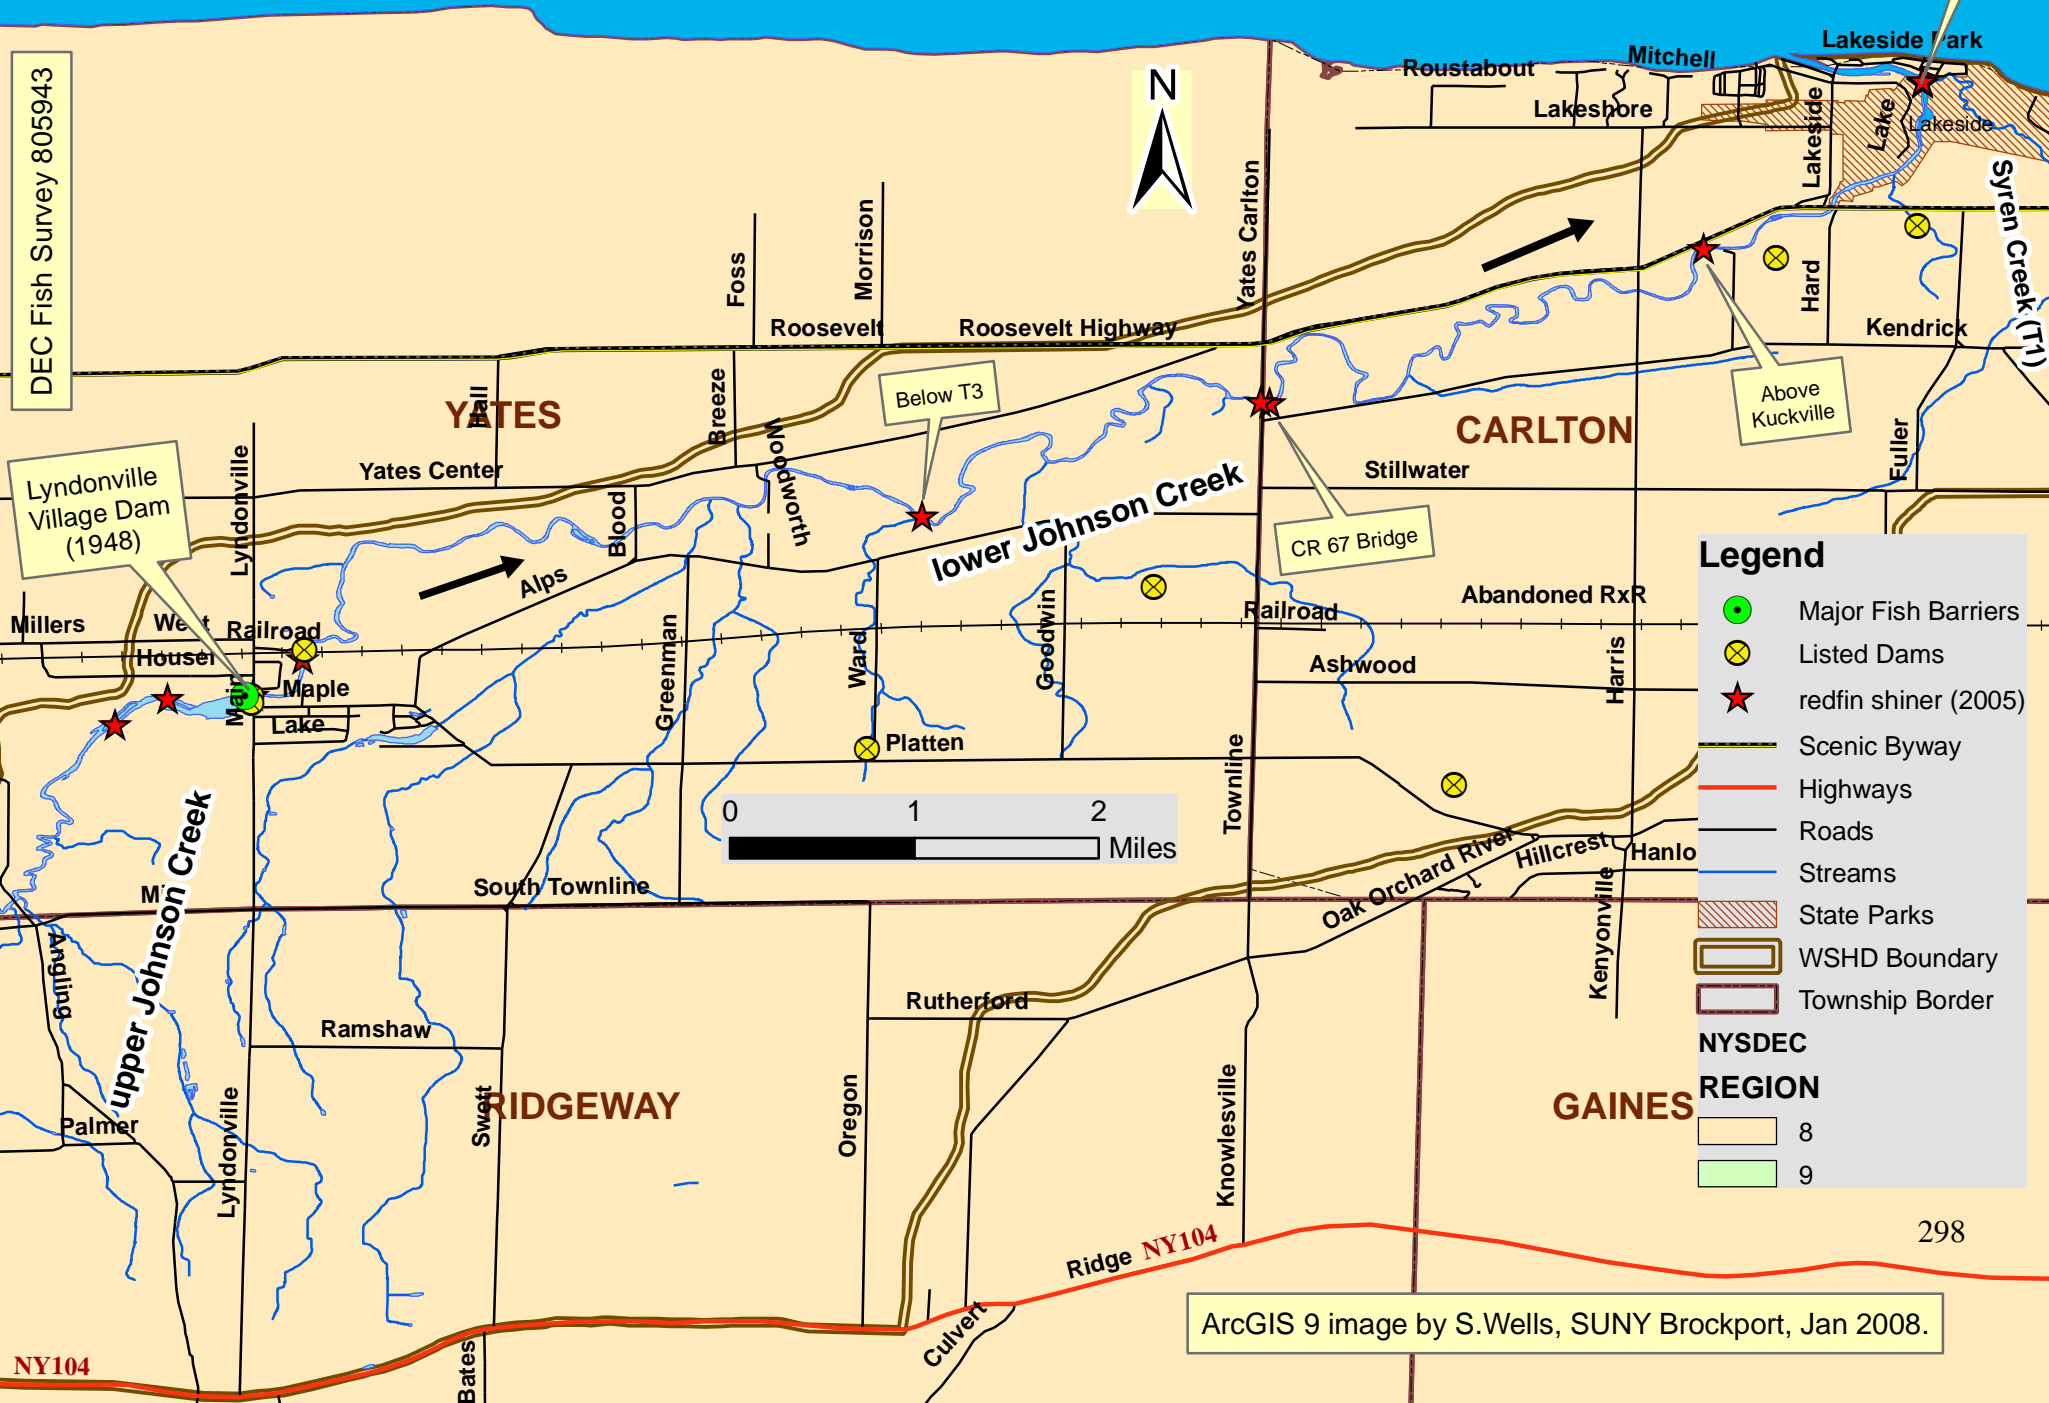 DEC Fish Survey 805943
N
Lakeside Park
Mitchell
Roustabout
Lakeshore
Lakeside
Lake
Lakeside
Syren Creek (T1)
Yates Carlton
Morrison
Foss
Hard
Kendrick
Roosevelt
Roosevelt Highway
Below T3
Above
Kuckville
YATES
Hall
Breeze
Woodworth
CARLTON
Fuller
Lyndonville
Village Dam
(1948)
Lyndonville
Yates Center
Blood
Stillwater
lower Johnson Creek
CR 67 Bridge
Alps
Millers
West
Railroad
Housel
Main
Maple
Lake
Greenman
Ward
Goodwin
Railroad
Abandoned RxR
Ashwood
Harris
Platten
Townline
0 1 2
Miles
upper Johnson Creek
South Townline
Oak Orchard River
Hillcrest
Hanlo
Kenyonville
Angling
Rutherford
Ramshaw
Palmer
Lyndonville
Swett
RIDGEWAY
Oregon
Knowlesville
GAINES
Legend
Major Fish Barriers
Listed Dams
redfin shiner (2005)
Scenic Byway
Highways
Roads
Streams
State Parks
WSHD Boundary
Township Border
NYSDEC
REGION
8
9
298
Ridge
NY104
ArcGIS 9 image by S.Wells, SUNY Brockport, Jan 2008.
Culvert
NY104
Bates